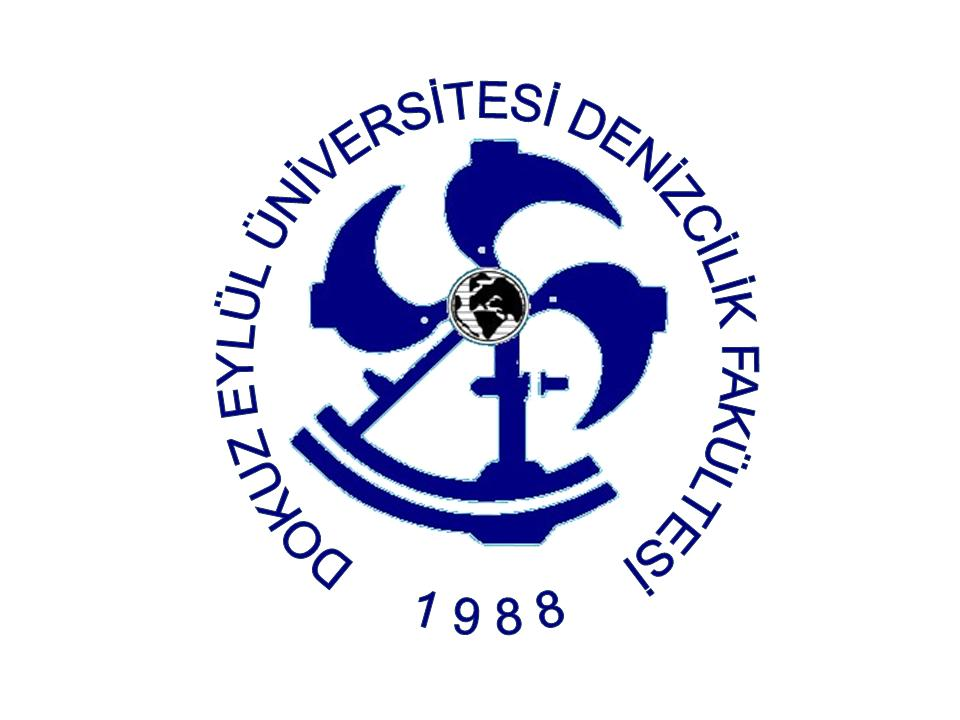 DOKUZ EYLÜL ÜNİVERSİTESİ DENİZCİLİK FAKÜLTESİ
1988